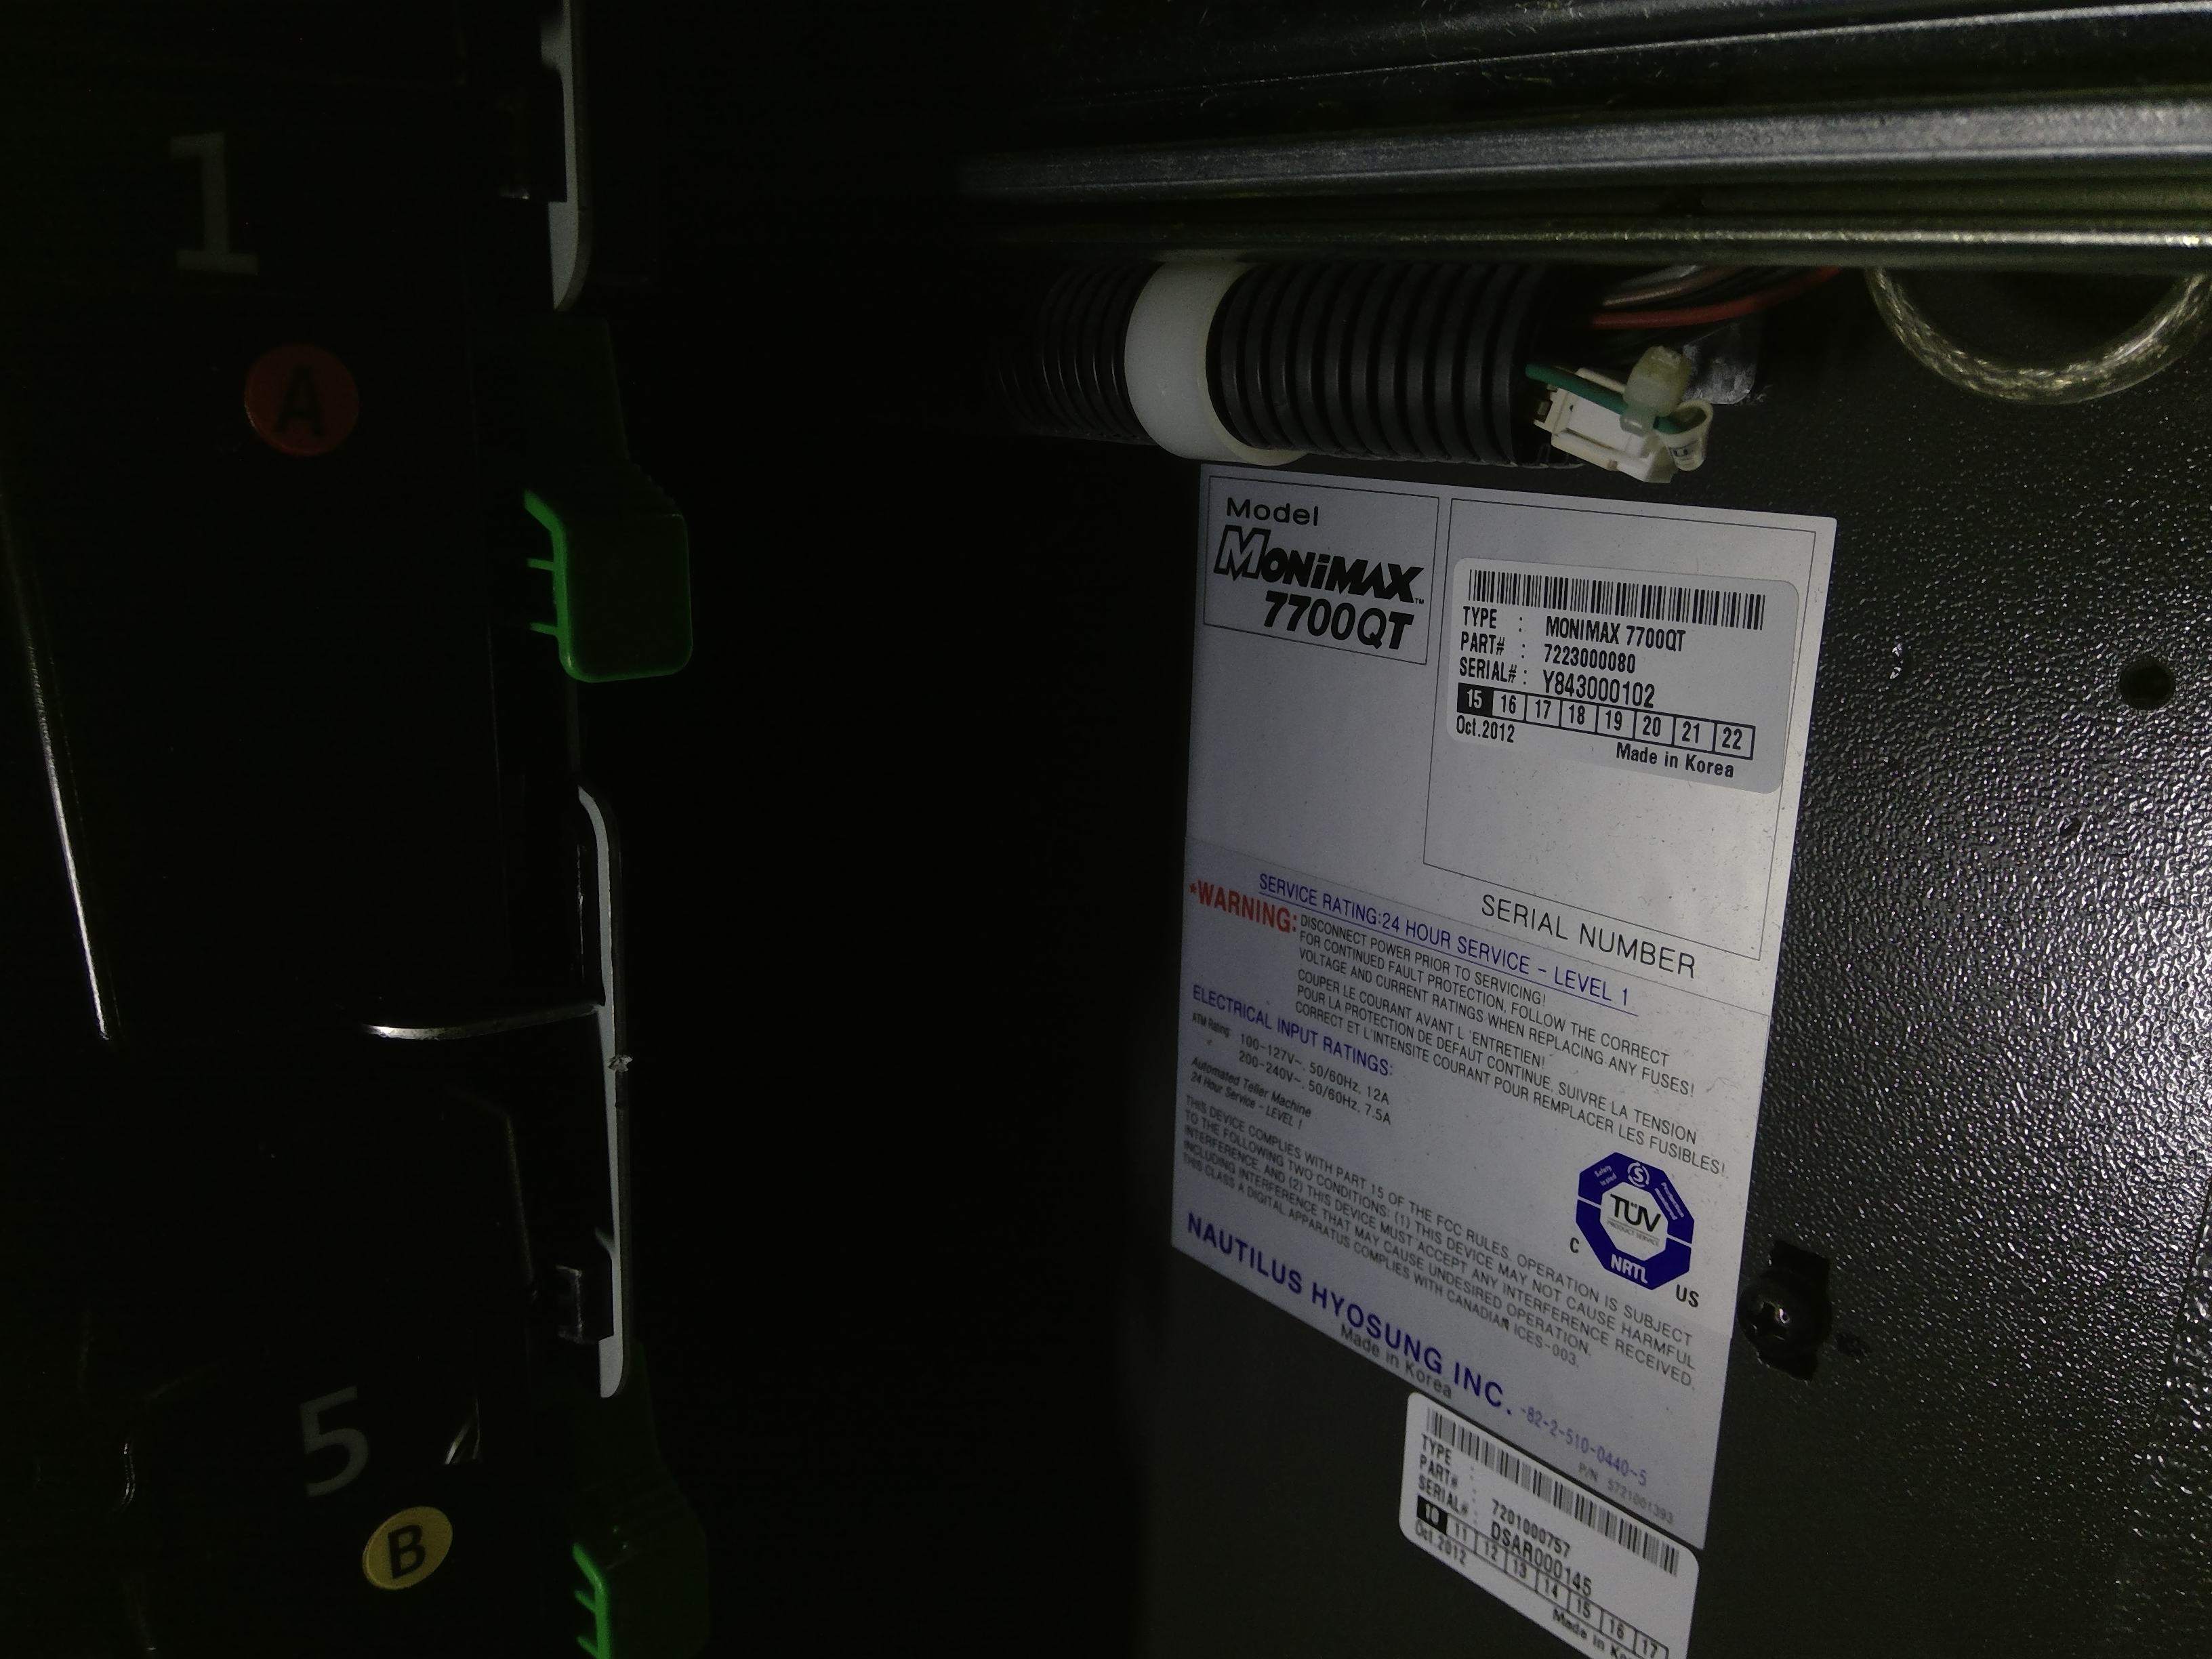 1
A
5
B
Model
MONiMAX™
7700QT
TYPE : MONIMAX 7700QT
PART# : 7223000080
SERIAL# : Y843000102
15 16 17 18 19 20 21 22
Oct.2012
Made in Korea
SERIAL NUMBER
SERVICE RATING:24 HOUR SERVICE - LEVEL 1
*WARNING: DISCONNECT POWER PRIOR TO SERVICING!
FOR CONTINUED FAULT PROTECTION, FOLLOW THE CORRECT
VOLTAGE AND CURRENT RATINGS WHEN REPLACING ANY FUSES!
COUPER LE COURANT AVANT L 'ENTRETIEN!
POUR LA PROTECTION DE DEFAUT CONTINUE, SUIVRE LA TENSION
CORRECT ET L'INTENSITE COURANT POUR REMPLACER LES FUSIBLES!
ELECTRICAL INPUT RATINGS:
ATM Rating 100-127V~, 50/60Hz, 12A
200-240V~, 50/60Hz, 7.5A
Automated Teller Machine
24 Hour Service - LEVEL 1
THIS DEVICE COMPLIES WITH PART 15 OF THE FCC RULES. OPERATION IS SUBJECT
TO THE FOLLOWING TWO CONDITIONS: (1) THIS DEVICE MAY NOT CAUSE HARMFUL
INTERFERENCE, AND (2) THIS DEVICE MUST ACCEPT ANY INTERFERENCE RECEIVED,
INCLUDING INTERFERENCE THAT MAY CAUSE UNDESIRED OPERATION.
THIS CLASS A DIGITAL APPARATUS COMPLIES WITH CANADIAN ICES-003.
S
TÜV
PRODUCT SERVICE
NRTL
C
US
NAUTILUS HYOSUNG INC. -82-2-510-0440~5
Made in Korea
P/N 5721001393
TYPE :
PART# : 7201000757
SERIAL# : DSAR000145
10 11 12 13 14 15 16 17
Oct.2012
Made in Ko